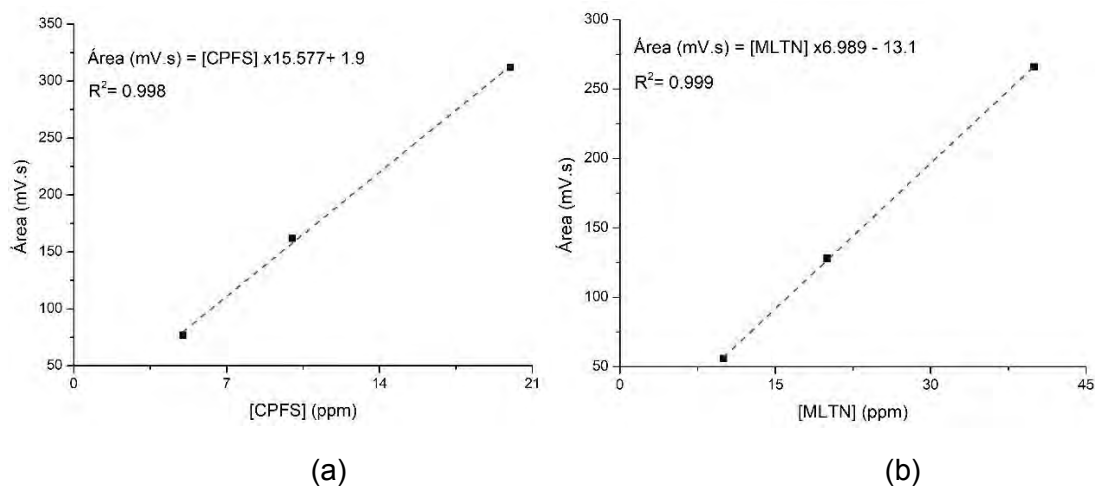 Área (mV.s) = [CPFS] x15.577+ 1.9
R²= 0.998
350
300
250
200
150
100
50
Área (mV.s)
0
7
14
21
[CPFS] (ppm)
(a)
Área (mV.s) = [MLTN] x6.989 - 13.1
R²= 0.999
300
250
200
150
100
50
Área (mV.s)
0
15
30
45
[MLTN] (ppm)
(b)